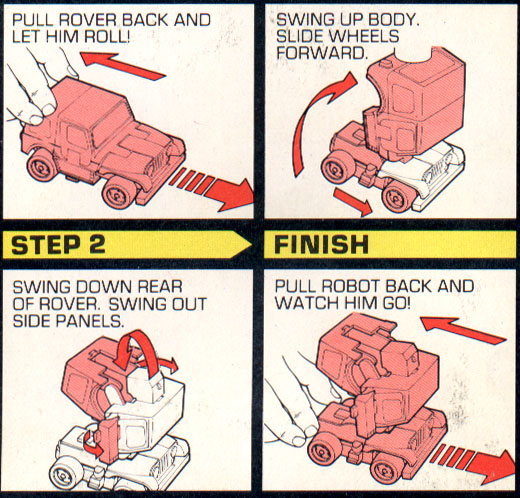 PULL ROVER BACK AND
LET HIM ROLL!
SWING UP BODY.
SLIDE WHEELS
FORWARD.
STEP 2
FINISH
SWING DOWN REAR
OF ROVER. SWING OUT
SIDE PANELS.
PULL ROBOT BACK AND
WATCH HIM GO!